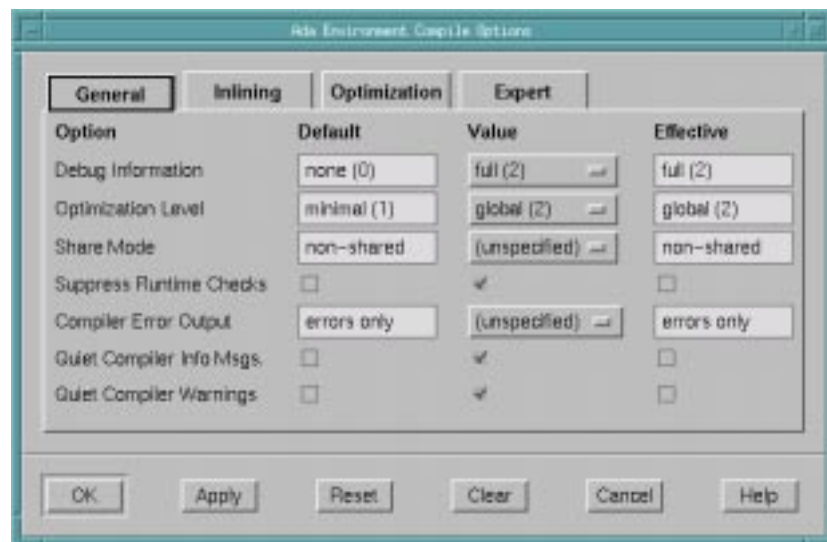 Ada Environment Compile Options
General Inlining Optimization Expert
Option Default Value Effective
Debug Information none (0) full (2) full (2)
Optimization Level minimal (1) global (2) global (2)
Share Mode non-shared (unspecified) non-shared
Suppress Runtime Checks
Compiler Error Output errors only (unspecified) errors only
Quiet Compiler Info Msgs.
Quiet Compiler Warnings
OK Apply Reset Clear Cancel Help